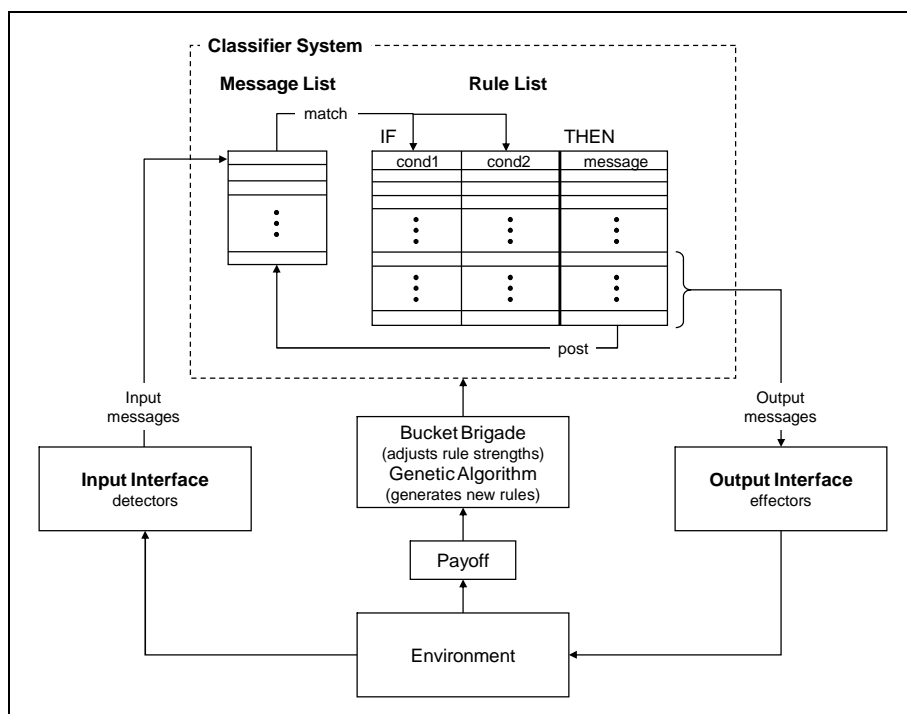 Classifier System
Message List
Rule List
match
IF
THEN
cond1
cond2
message
post
Input
messages
Output
messages
Bucket Brigade
(adjusts rule strengths)
Genetic Algorithm
(generates new rules)
Input Interface
detectors
Output Interface
effectors
Payoff
Environment